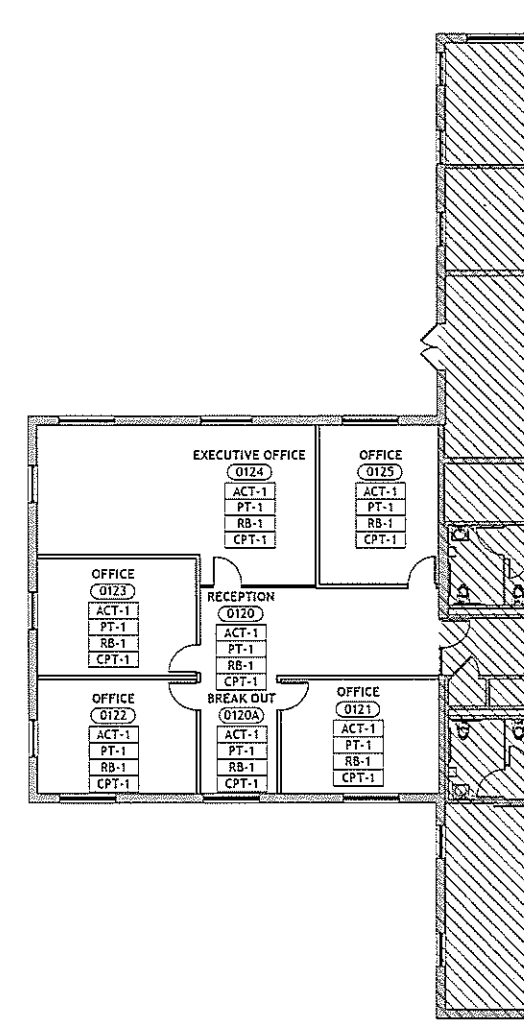 EXECUTIVE OFFICE
0124
ACT-1
PT-1
RB-1
CPT-1
OFFICE
0125
ACT-1
PT-1
RB-1
CPT-1
OFFICE
0123
ACT-1
PT-1
RB-1
CPT-1
RECEPTION
0120
ACT-1
PT-1
RB-1
CPT-1
OFFICE
0122
ACT-1
PT-1
RB-1
CPT-1
BREAK OUT
0120A
ACT-1
PT-1
RB-1
CPT-1
OFFICE
0121
ACT-1
PT-1
RB-1
CPT-1